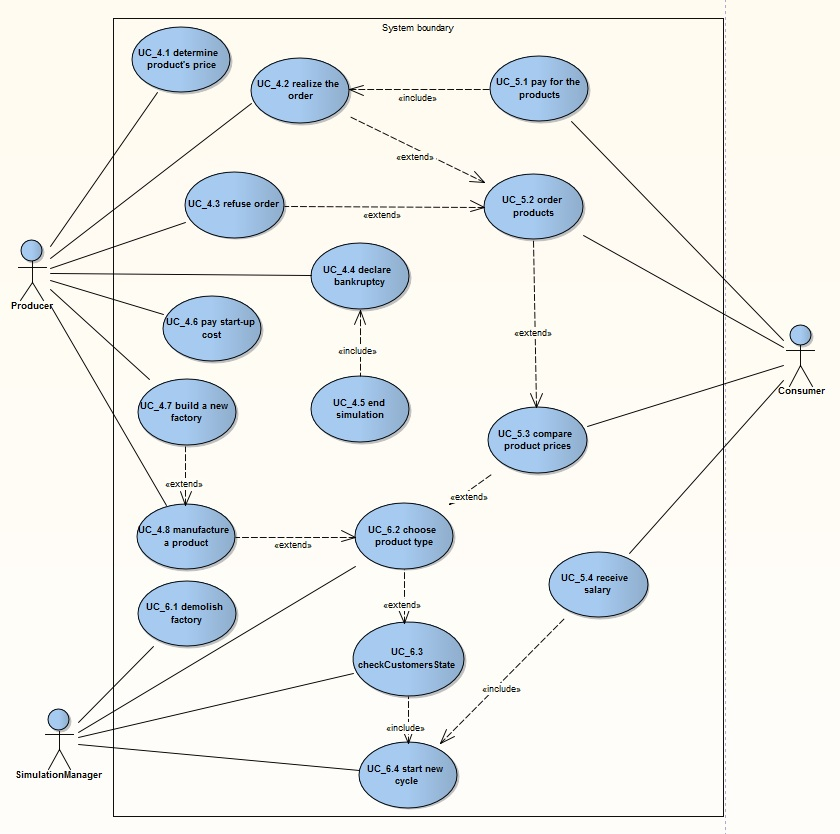 System boundary
UC_4.1 determine
product's price
UC_4.2 realize the
order
UC_5.1 pay for the
products
«include»
«extend»
UC_4.3 refuse order
UC_5.2 order
products
«extend»
UC_4.4 declare
bankruptcy
Producer
UC_4.6 pay start-up
cost
«include»
«extend»
Consumer
UC_4.7 build a new
factory
UC_4.5 end
simulation
UC_5.3 compare
product prices
«extend»
«extend»
UC_4.8 manufacture
a product
«extend»
UC_6.2 choose
product type
UC_5.4 receive
salary
UC_6.1 demolish
factory
«extend»
UC_6.3
checkCustomersState
«include»
«include»
SimulationManager
UC_6.4 start new
cycle